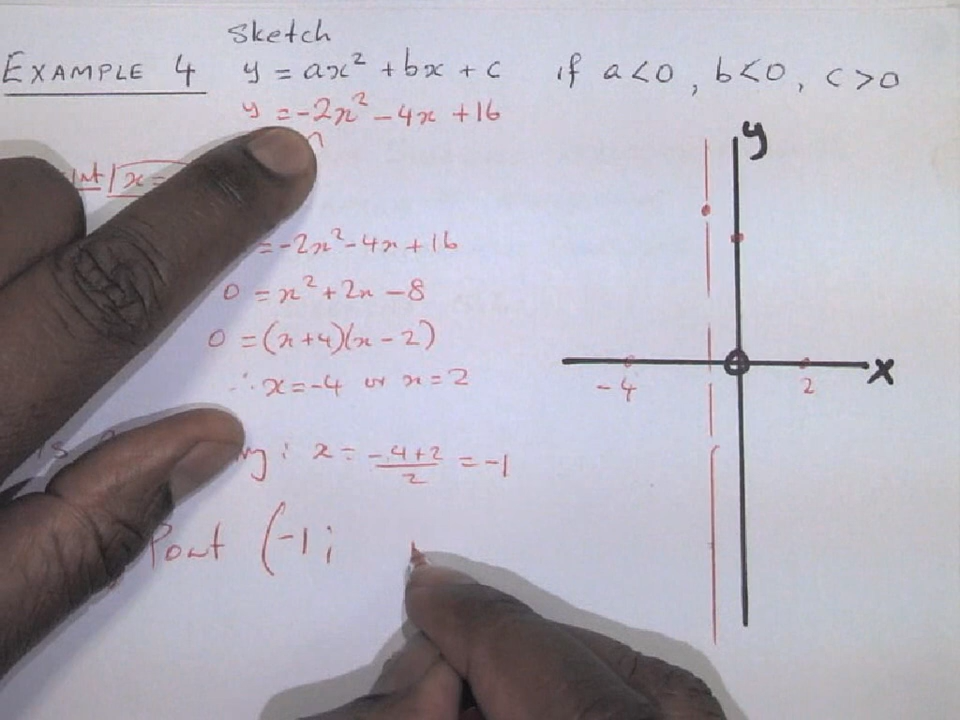 Sketch
EXAMPLE 4 y = ax² + bx + c if a<0, b<0, c>0
y = -2x² - 4x + 16
Int/x=
= -2x² - 4x + 16
0 = x² + 2x - 8
0 = (x+4)(x-2)
∴ x = -4 or x = 2
x = -4+2/2 = -1
Point (-1;
y
x
-4
2